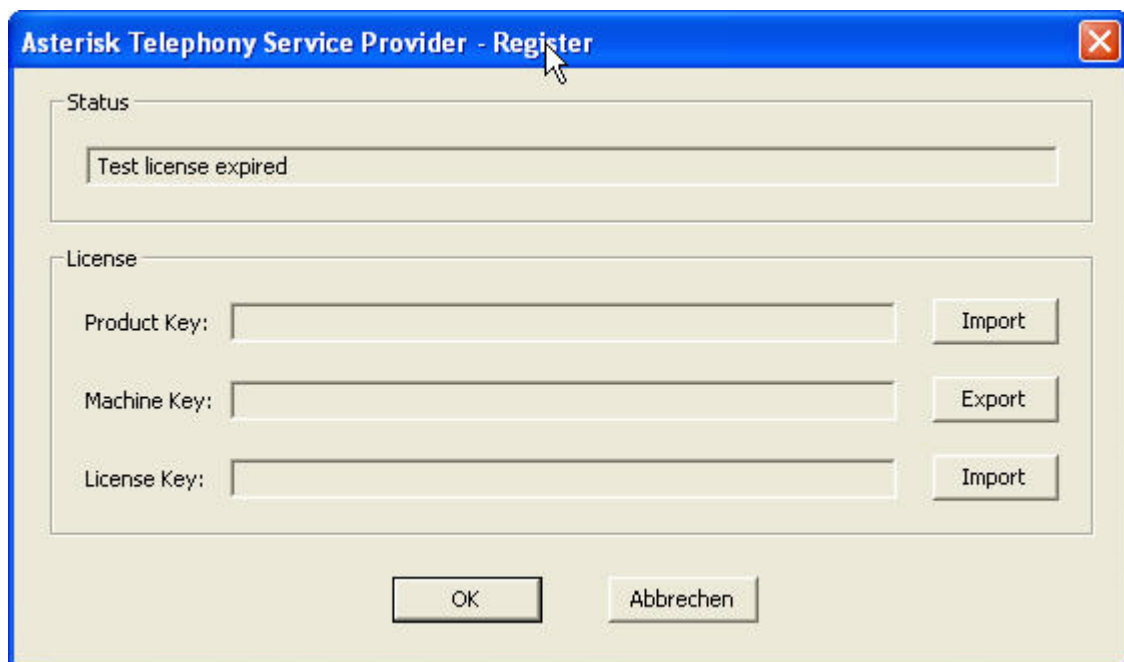 Asterisk Telephony Service Provider - Register
Status
Test license expired
License
Product Key: Import
Machine Key: Export
License Key: Import
OK Abbrechen